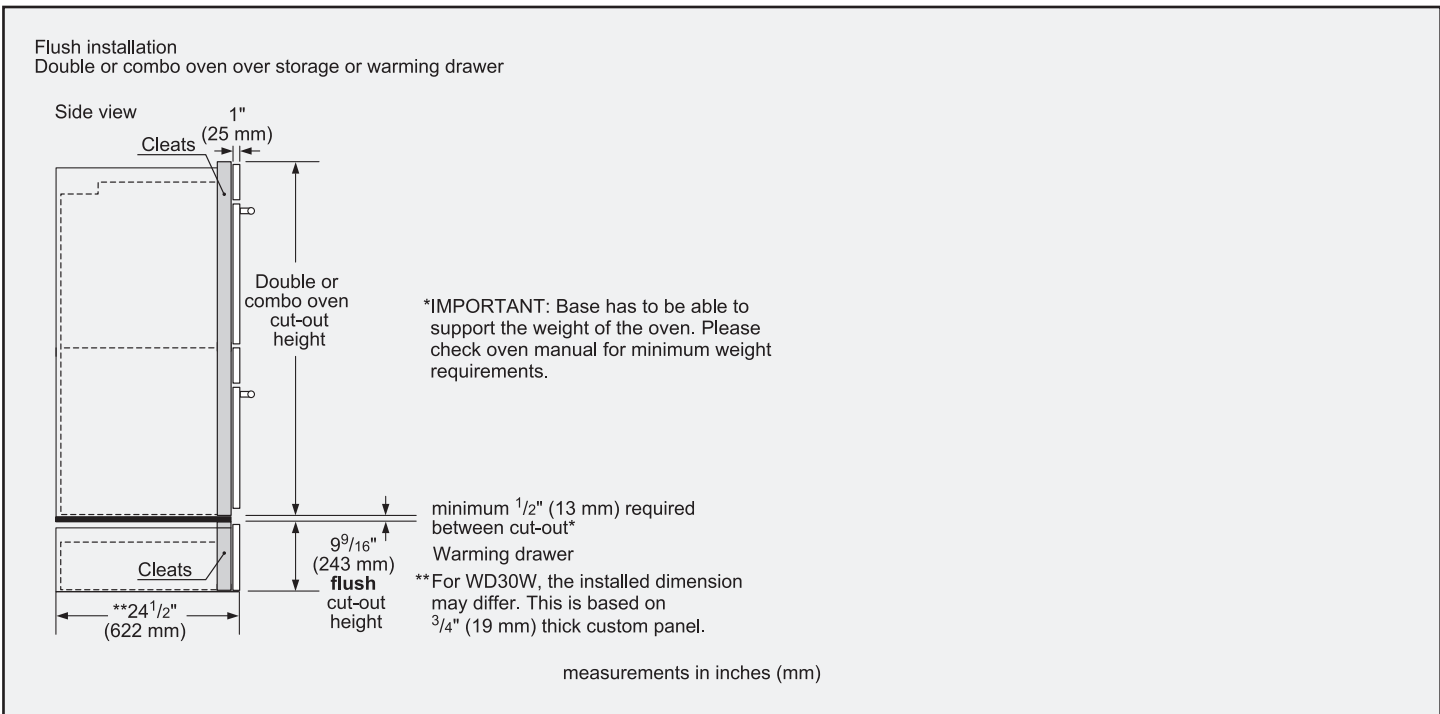 Flush installation
Double or combo oven over storage or warming drawer
Side view
1"
(25 mm)
Cleats
Double or
combo oven
cut-out
height
*IMPORTANT: Base has to be able to
support the weight of the oven. Please
check oven manual for minimum weight
requirements.
minimum 1/2" (13 mm) required
between cut-out*
Warming drawer
9 9/16"
(243 mm)
flush
cut-out
height
Cleats
**24 1/2"
(622 mm)
**For WD30W, the installed dimension
may differ. This is based on
3/4" (19 mm) thick custom panel.
measurements in inches (mm)